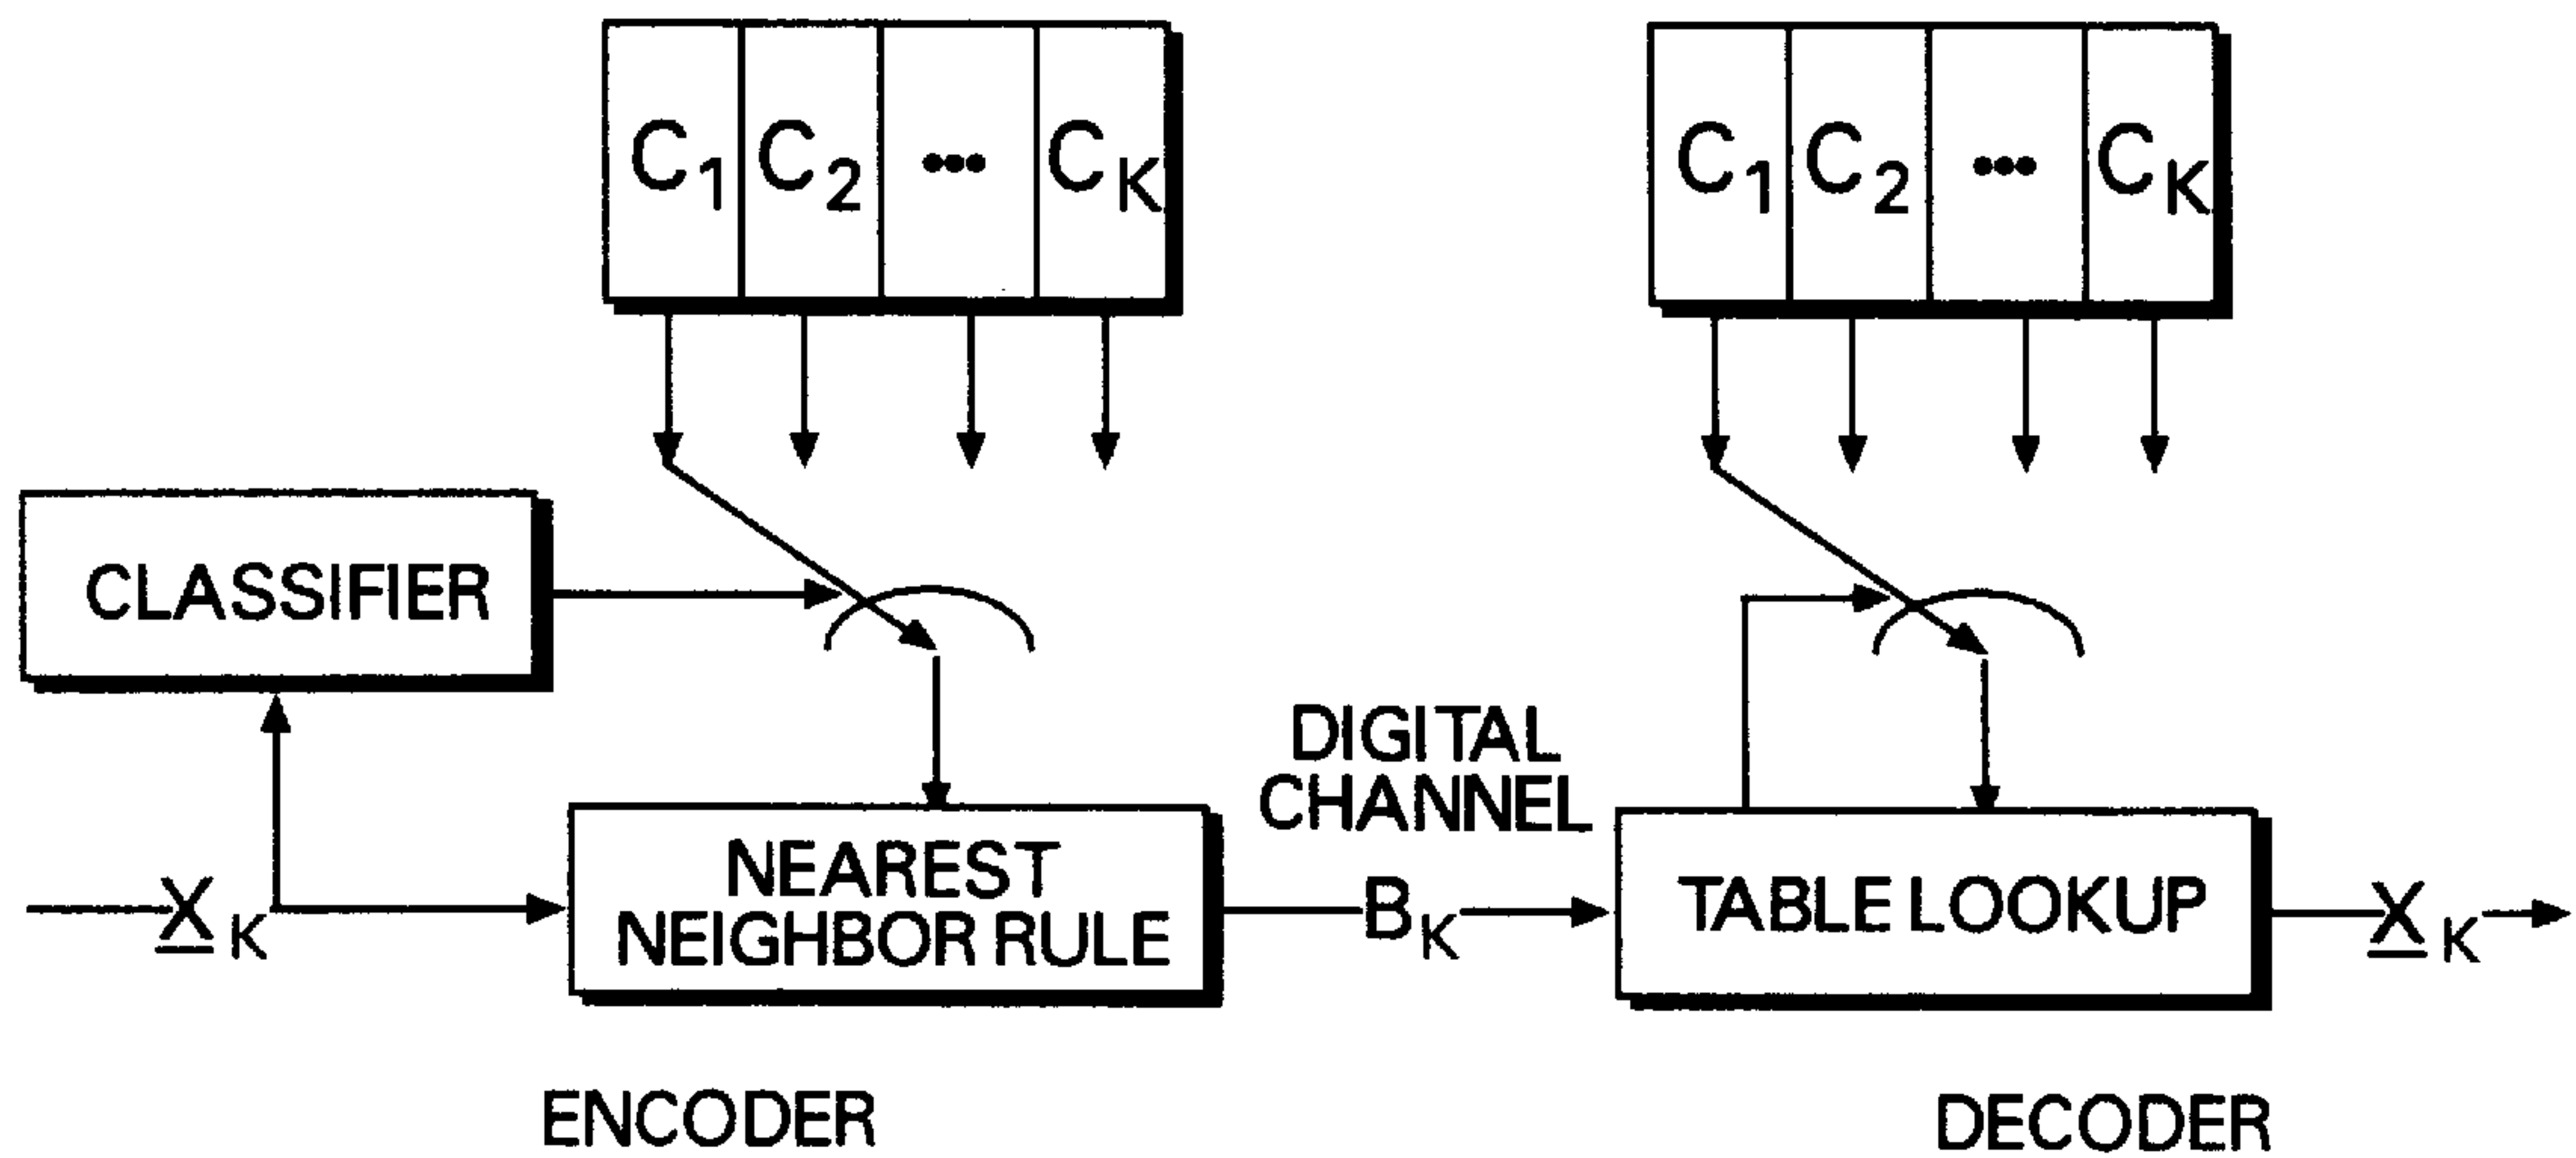 C1 C2 ••• CK
C1 C2 ••• CK
CLASSIFIER
DIGITAL
CHANNEL
XK
NEAREST
NEIGHBOR RULE
BK
TABLE LOOKUP
XK
ENCODER
DECODER